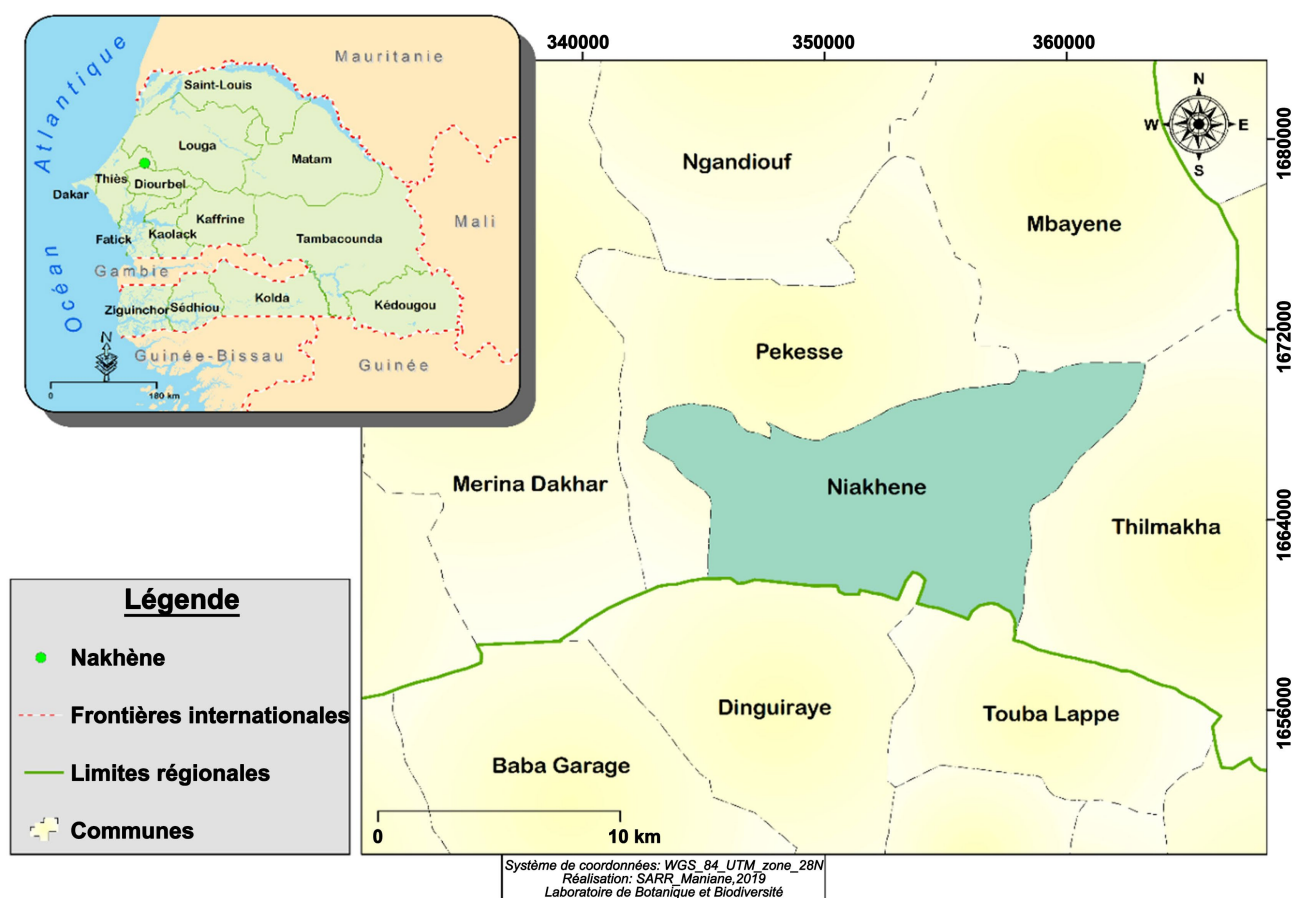 Mauritanie
Saint-Louis
Océan Atlantique
Louga
Matam
Thiès
Diourbel
Dakar
Kaffrine
Mali
Fatick
Kaolack
Tambacounda
Gambie
Ziguinchor
Sédhiou
Kolda
Kédougou
N
Guinée-Bissau
Guinée
0 180 km
340000 350000 360000
N
W E
S
1680000
1672000
1664000
1656000
Ngandiouf
Mbayene
Pekesse
Merina Dakhar
Niakhene
Thilmakha
Dinguiraye
Touba Lappe
Baba Garage
0 10 km
Légende
Nakhène
Frontières internationales
Limites régionales
Communes
Système de coordonnées: WGS_84_UTM_zone_28N
Réalisation: SARR_Maniane,2019
Laboratoire de Botanique et Biodiversité